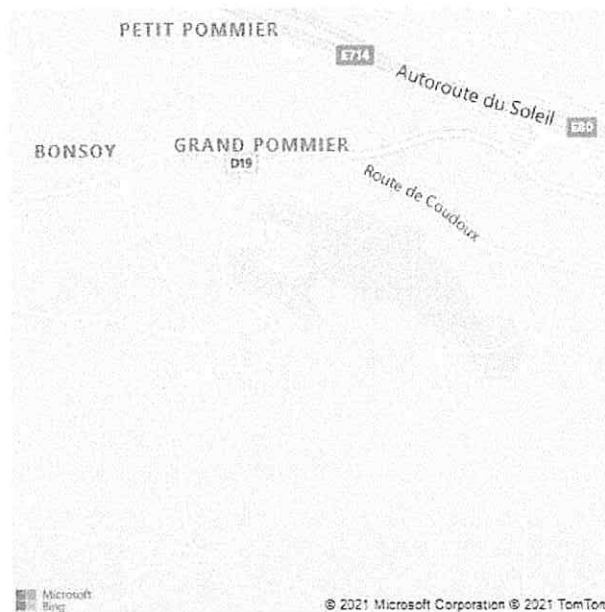 PETIT POMMIER
E714
Autoroute du Soleil
E80
BONSOY
GRAND POMMIER
D19
Route de Coudoux
Microsoft
Bing
© 2021 Microsoft Corporation © 2021 TomTom